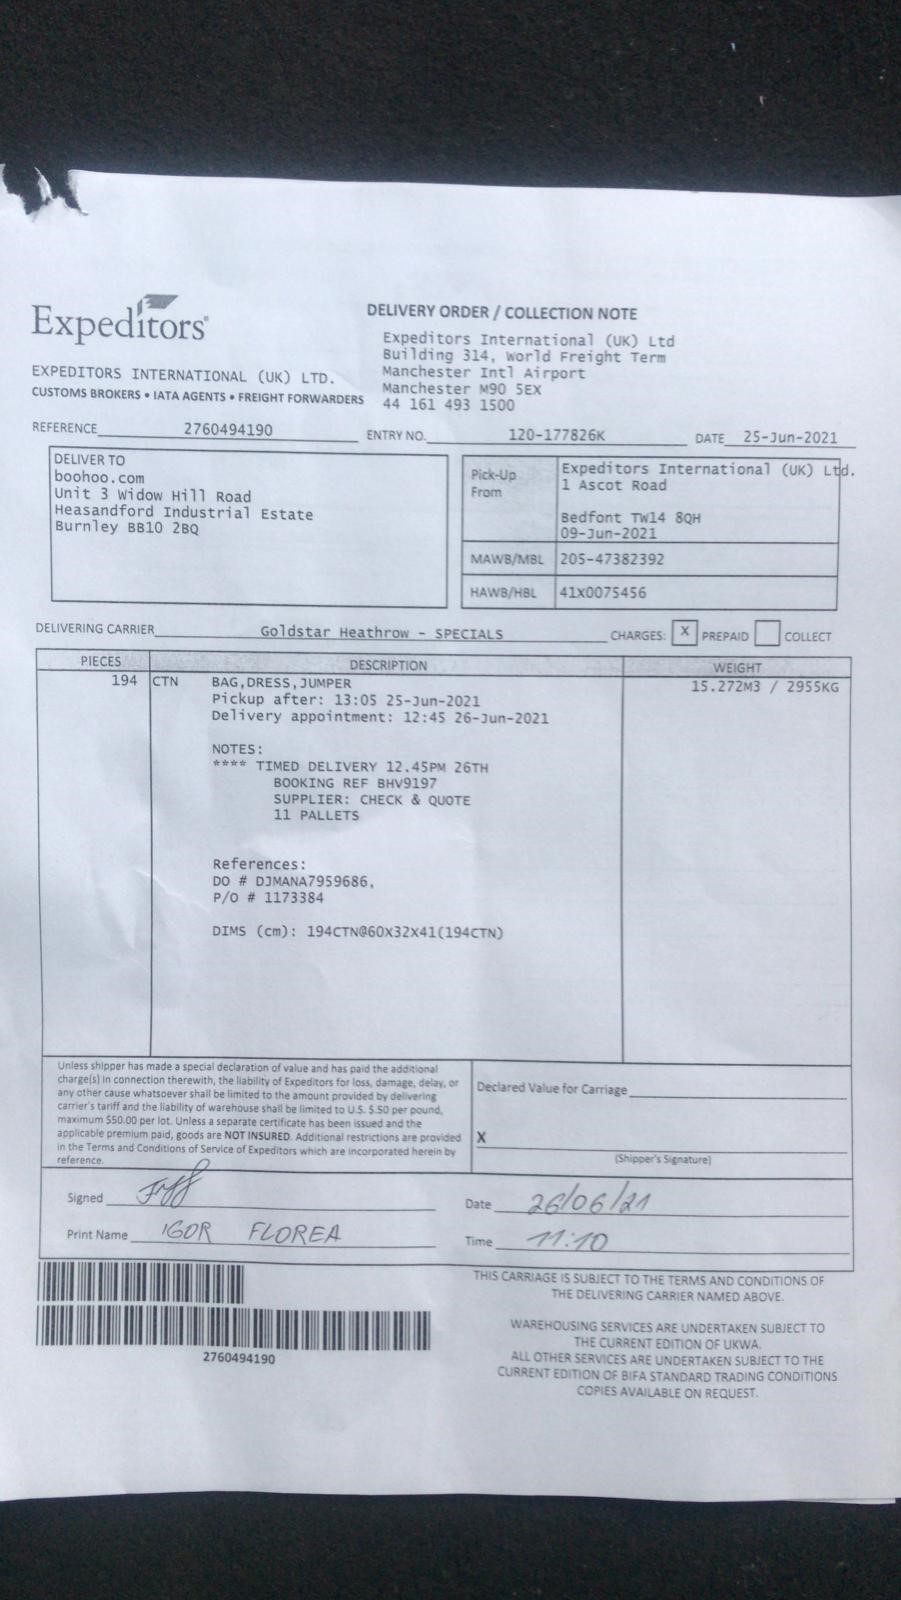 Expeditors
EXPEDITORS INTERNATIONAL (UK) LTD.
CUSTOMS BROKERS • IATA AGENTS • FREIGHT FORWARDERS
DELIVERY ORDER / COLLECTION NOTE
Expeditors International (UK) Ltd
Building 314, World Freight Term
Manchester Intl Airport
Manchester M90 5EX
44 161 493 1500
REFERENCE 2760494190 ENTRY NO. 120-177826K DATE 25-Jun-2021
DELIVER TO
boohoo.com
Unit 3 Widow Hill Road
Heasandford Industrial Estate
Burnley BB10 2BQ
Pick-Up From
Expeditors International (UK) Ltd.
1 Ascot Road
Bedfont TW14 8QH
09-Jun-2021
MAWB/MBL 205-47382392
HAWB/HBL 41X0075456
DELIVERING CARRIER Goldstar Heathrow - SPECIALS CHARGES: X PREPAID COLLECT
PIECES DESCRIPTION WEIGHT
194 CTN BAG,DRESS,JUMPER 15.272M3 / 2955KG
Pickup after: 13:05 25-Jun-2021
Delivery appointment: 12:45 26-Jun-2021
NOTES:
**** TIMED DELIVERY 12.45PM 26TH
BOOKING REF BHV9197
SUPPLIER: CHECK & QUOTE
11 PALLETS
References:
DO # DJMANA7959686,
P/O # 1173384
DIMS (cm): 194CTN@60X32X41(194CTN)
Unless shipper has made a special declaration of value and has paid the additional
charge(s) in connection therewith, the liability of Expeditors for loss, damage, delay, or
any other cause whatsoever shall be limited to the amount provided by delivering
carrier's tariff and the liability of warehouse shall be limited to U.S. $.50 per pound,
maximum $50.00 per lot. Unless a separate certificate has been issued and the
applicable premium paid, goods are NOT INSURED. Additional restrictions are provided
in the Terms and Conditions of Service of Expeditors which are incorporated herein by
reference.
Declared Value for Carriage
X
(Shipper's Signature)
Signed
Date 26/06/21
Print Name IGOR FLOREA
Time 11:10
2760494190
THIS CARRIAGE IS SUBJECT TO THE TERMS AND CONDITIONS OF
THE DELIVERING CARRIER NAMED ABOVE.
WAREHOUSING SERVICES ARE UNDERTAKEN SUBJECT TO
THE CURRENT EDITION OF UKWA.
ALL OTHER SERVICES ARE UNDERTAKEN SUBJECT TO THE
CURRENT EDITION OF BIFA STANDARD TRADING CONDITIONS
COPIES AVAILABLE ON REQUEST.